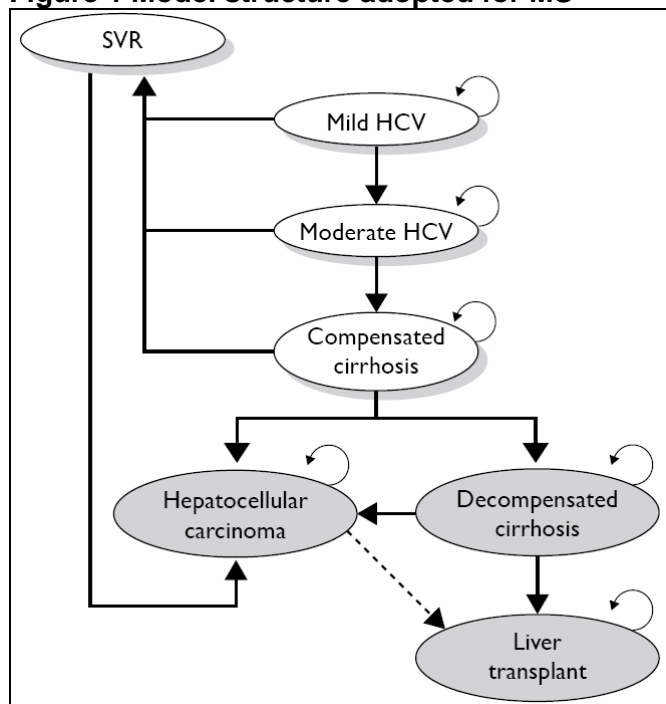 Figure 1 Model structure adopted for MS
SVR
Mild HCV
Moderate HCV
Compensated
cirrhosis
Hepatocellular
carcinoma
Decompensated
cirrhosis
Liver
transplant